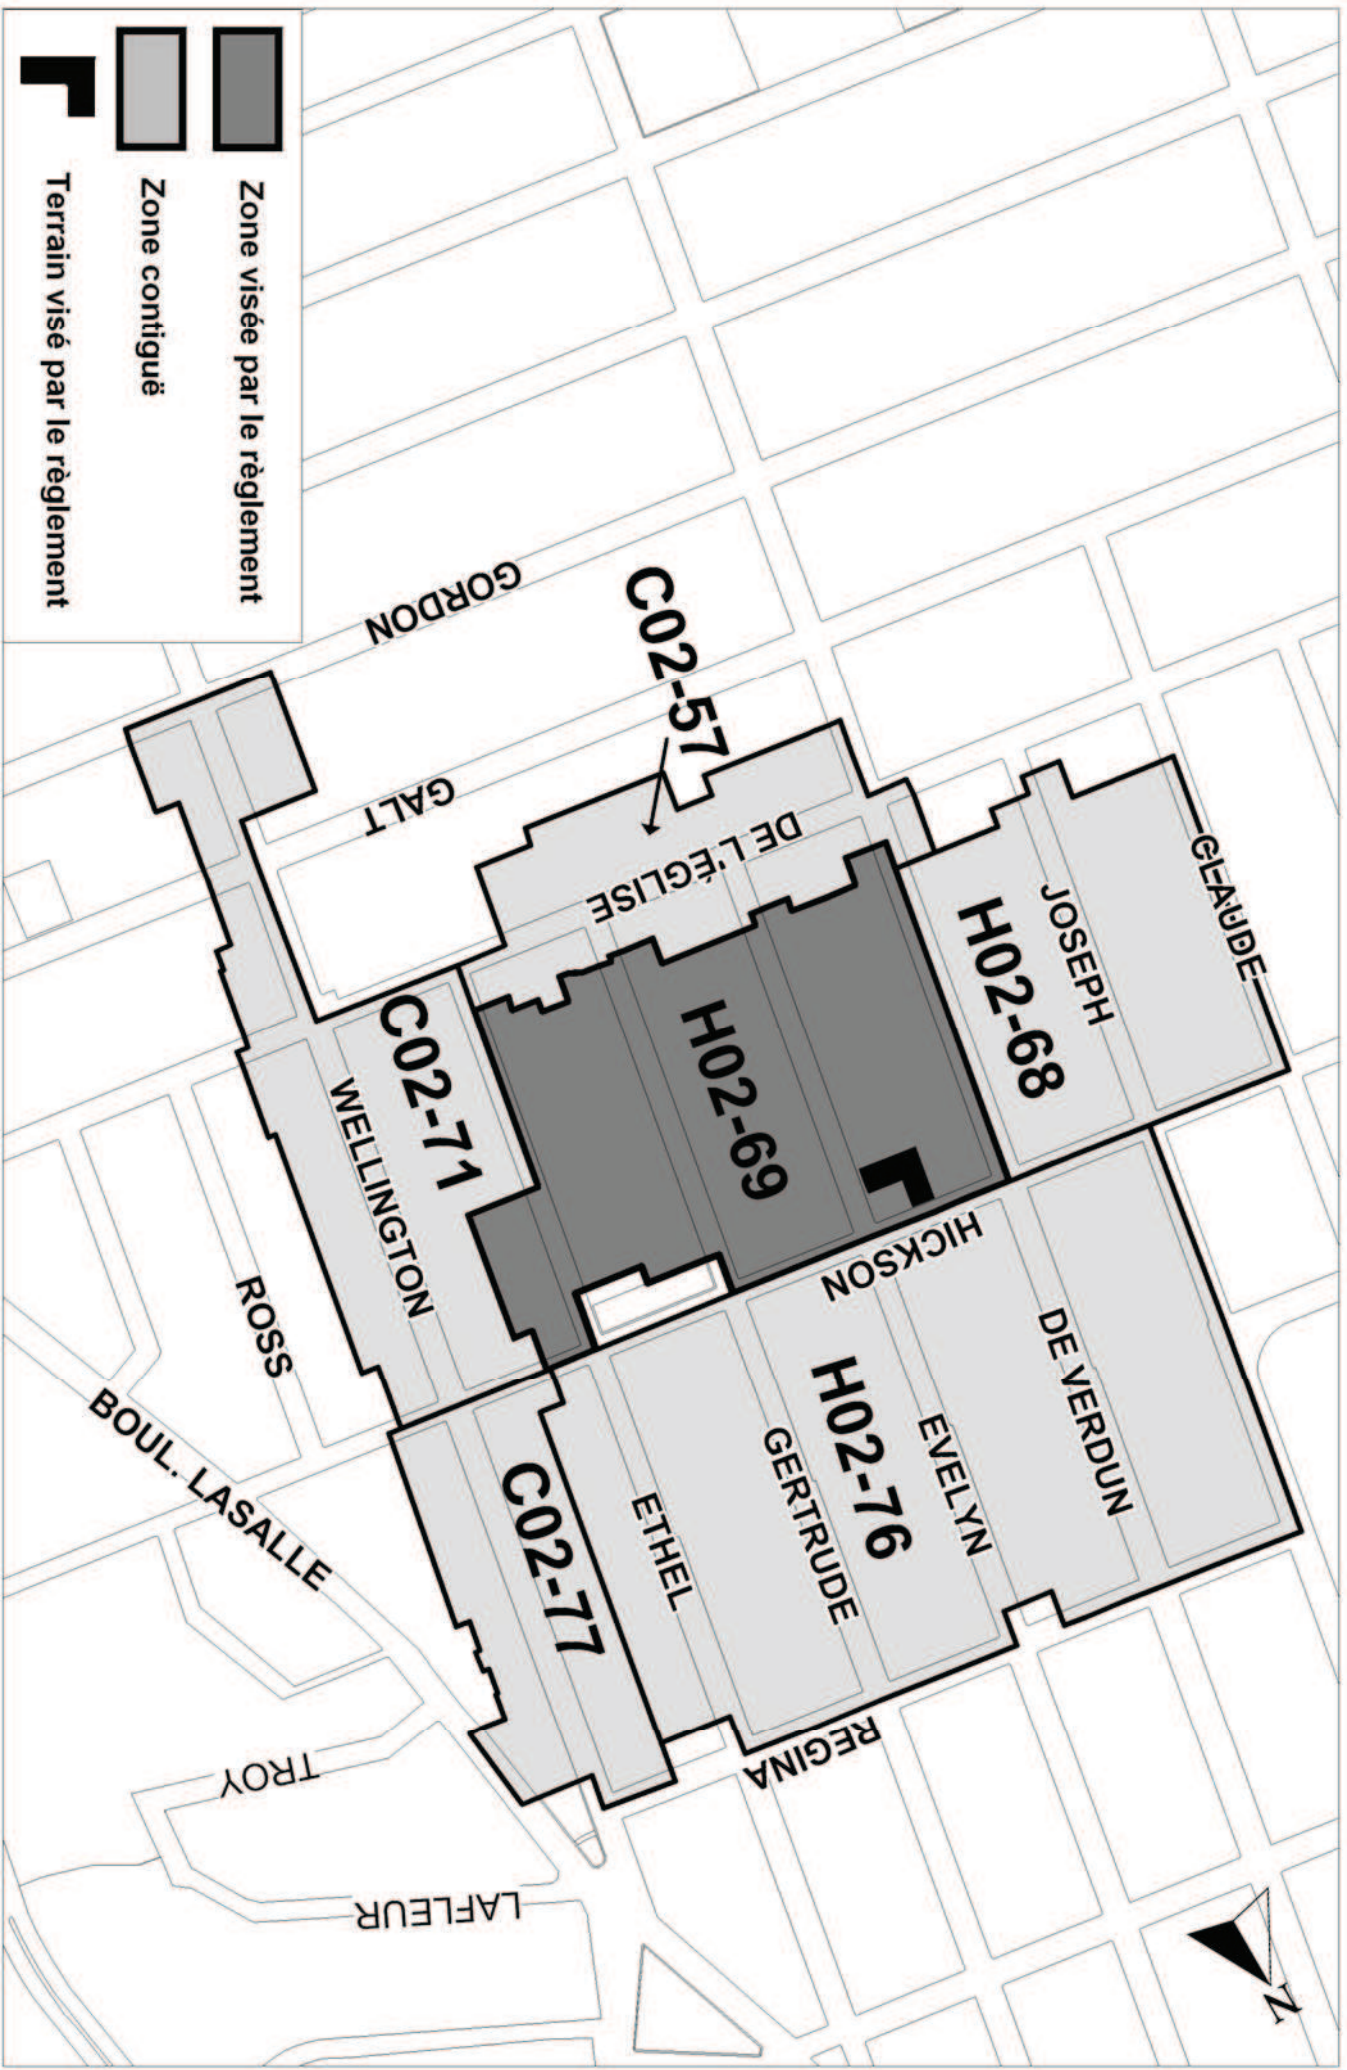 CLAUDE
JOSEPH
H02-68
C02-57
DE L'ÉGLISE
GORDON
GALT
H02-69
HICKSON
DE VERDUN
EVELYN
H02-76
GERTRUDE
ETHEL
REGINA
C02-71
WELLINGTON
C02-77
ROSS
BOUL. LASALLE
TROY
LAFLEUR
N
Zone visée par le règlement
Zone contiguë
Terrain visé par le règlement